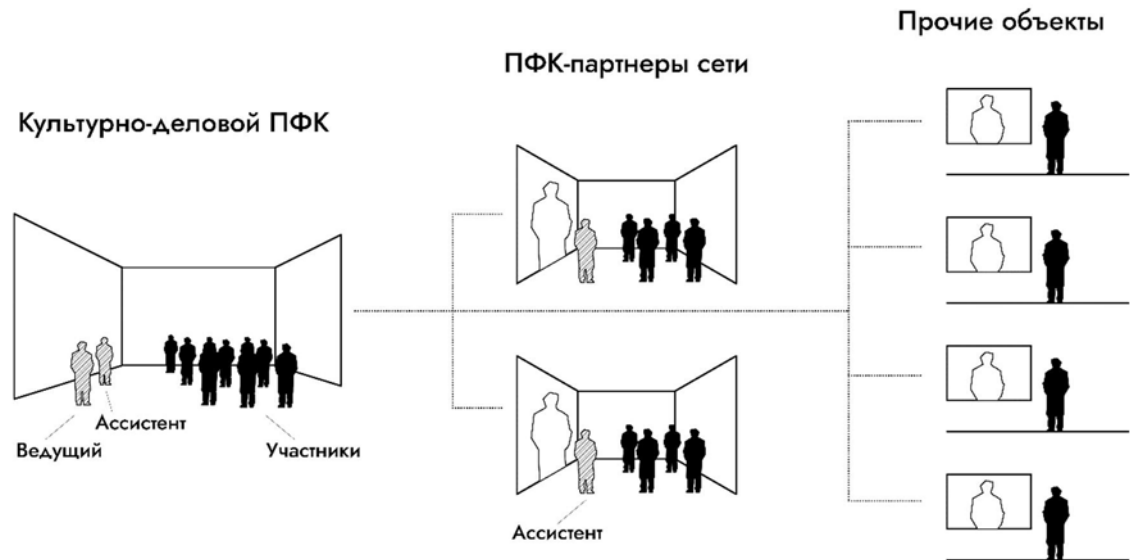 Прочие объекты
ПФК-партнеры сети
Культурно-деловой ПФК
Ассистент
Ведущий
Участники
Ассистент